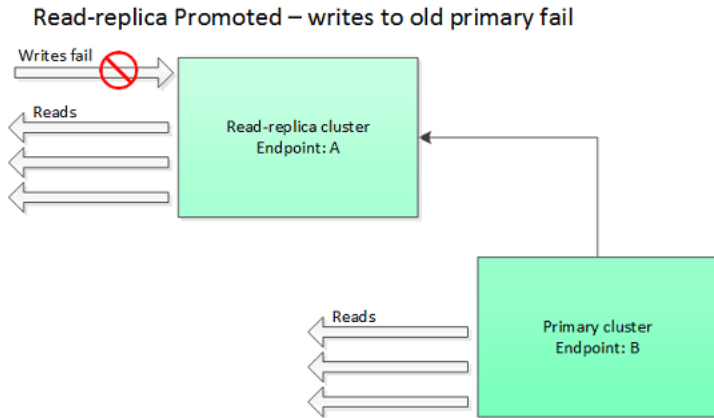 Read-replica Promoted – writes to old primary fail
Writes fail
Reads
Read-replica cluster
Endpoint: A
Reads
Primary cluster
Endpoint: B